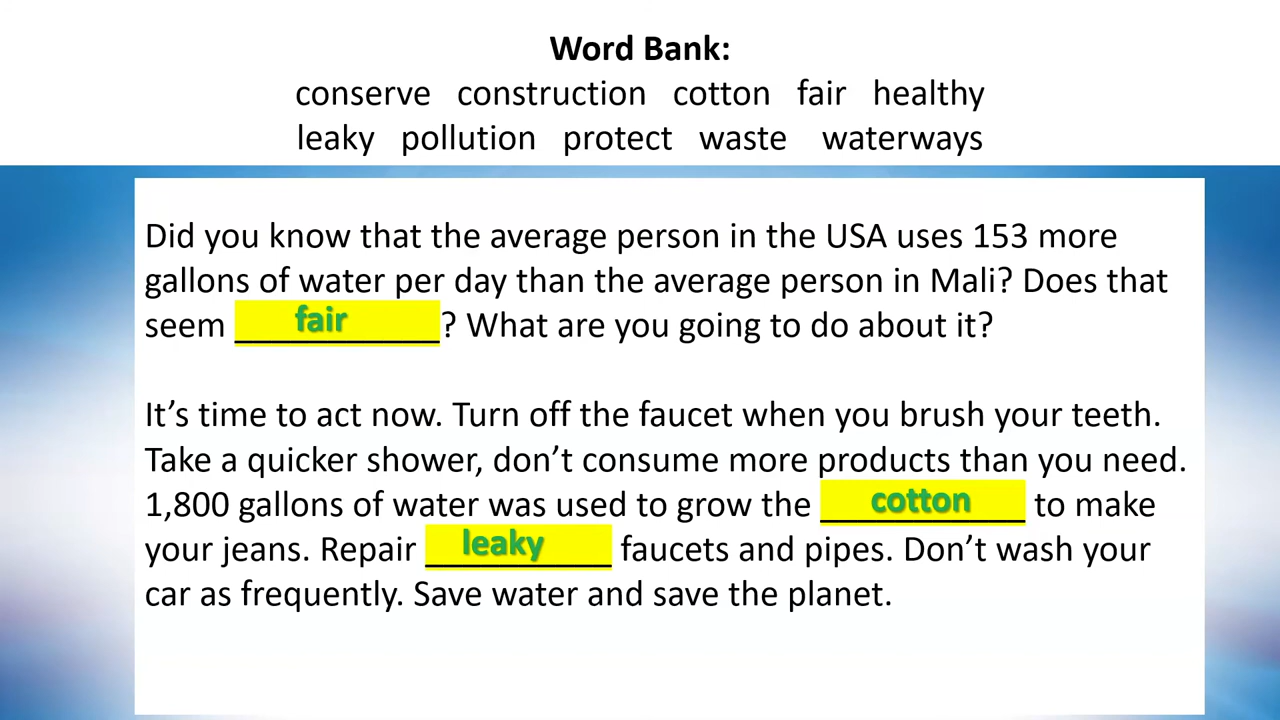 Word Bank:
conserve construction cotton fair healthy
leaky pollution protect waste waterways
Did you know that the average person in the USA uses 153 more
gallons of water per day than the average person in Mali? Does that
seem fair? What are you going to do about it?
It’s time to act now. Turn off the faucet when you brush your teeth.
Take a quicker shower, don’t consume more products than you need.
1,800 gallons of water was used to grow the cotton to make
your jeans. Repair leaky faucets and pipes. Don’t wash your
car as frequently. Save water and save the planet.